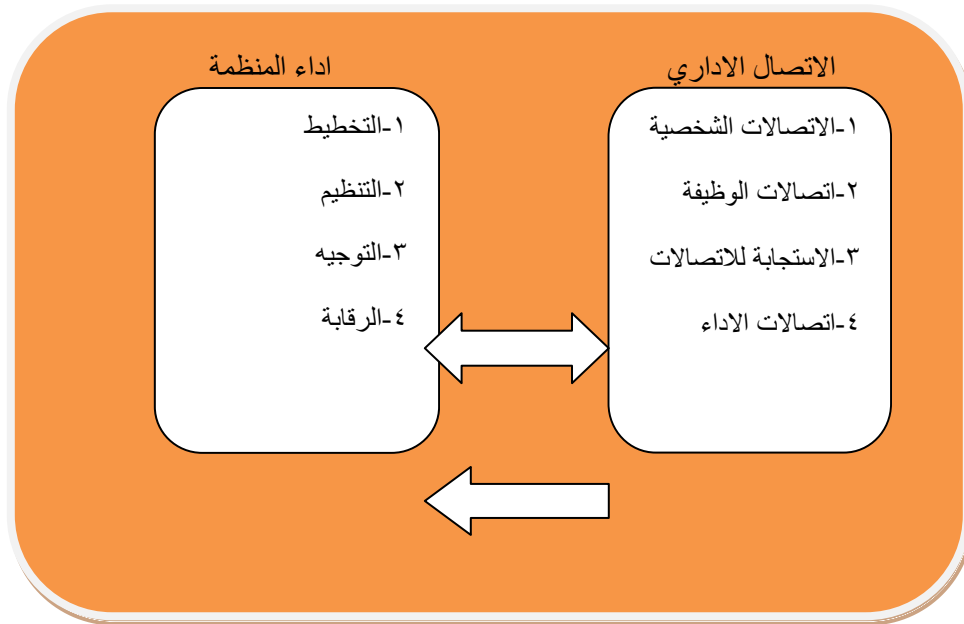 الاتصال الاداري
١-الاتصالات الشخصية
٢-اتصالات الوظيفة
٣-الاستجابة للاتصالات
٤-اتصالات الاداء
اداء المنظمة
١-التخطيط
٢-التنظيم
٣-التوجيه
٤-الرقابة